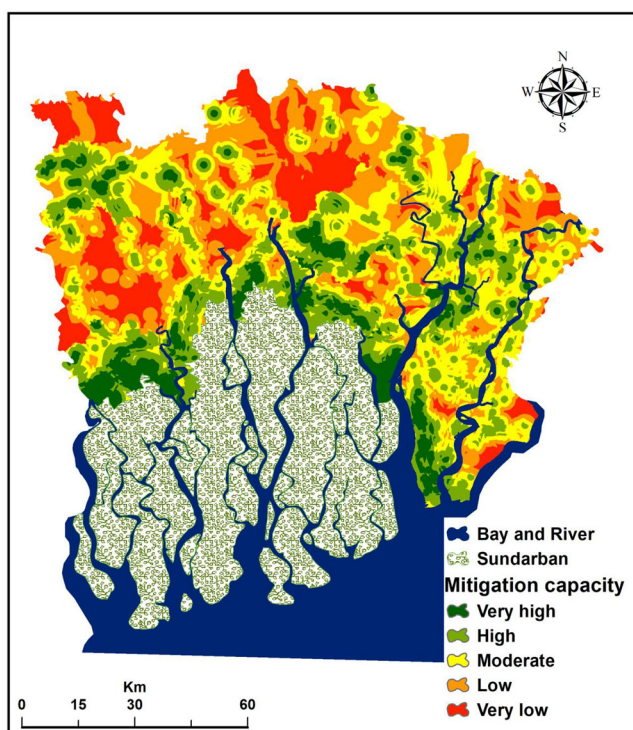 N
W E
S
Bay and River
Sundarban
Mitigation capacity
Very high
High
Moderate
Low
Very low
Km
0 15 30 60